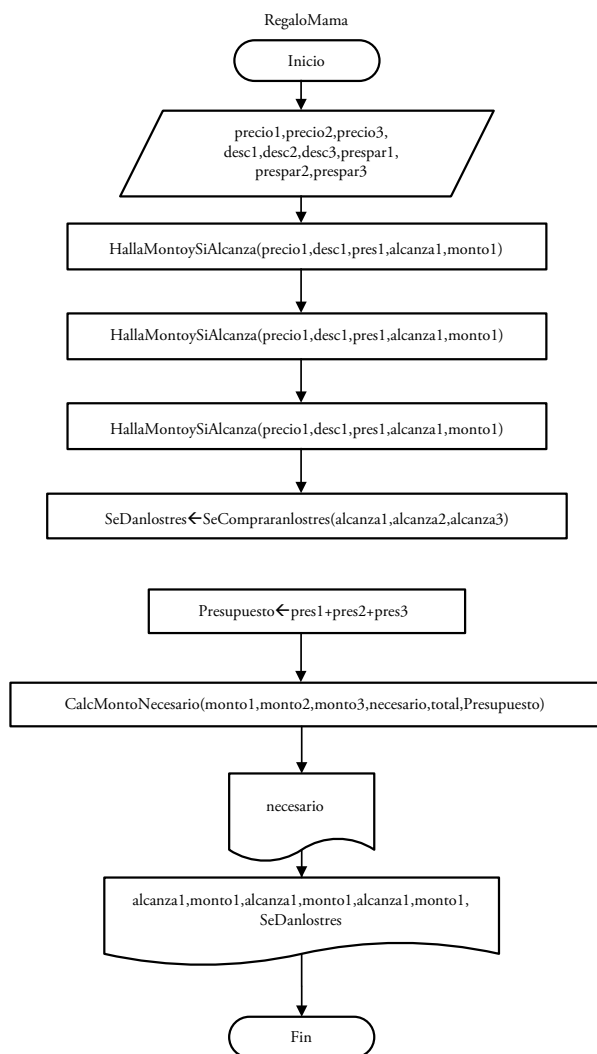 RegaloMama
Inicio
precio1,precio2,precio3,
desc1,desc2,desc3,prespar1,
prespar2,prespar3
HallaMontoySiAlcanza(precio1,desc1,pres1,alcanza1,monto1)
HallaMontoySiAlcanza(precio1,desc1,pres1,alcanza1,monto1)
HallaMontoySiAlcanza(precio1,desc1,pres1,alcanza1,monto1)
SeDanlostres←SeCompraranlostres(alcanza1,alcanza2,alcanza3)
Presupuesto←pres1+pres2+pres3
CalcMontoNecesario(monto1,monto2,monto3,necesario,total,Presupuesto)
necesario
alcanza1,monto1,alcanza1,monto1,alcanza1,monto1,
SeDanlostres
Fin